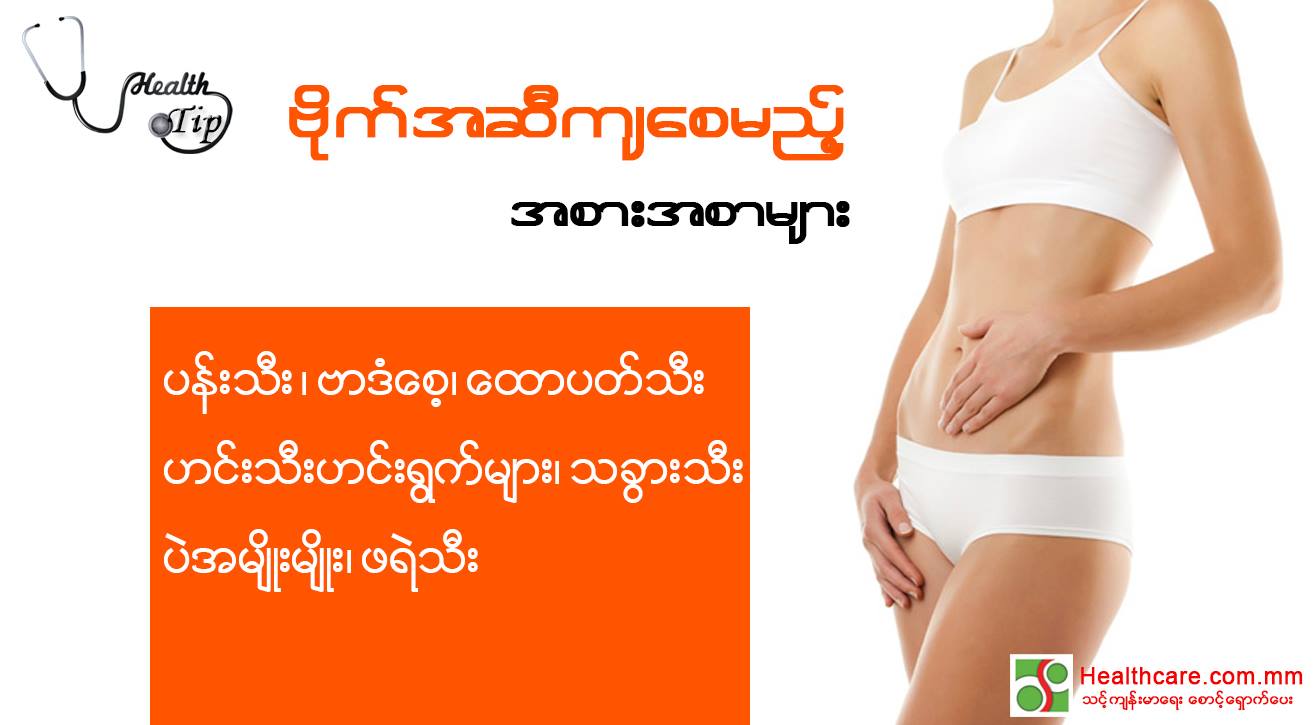 Health
Tip
ဗိုက်အဆီကျစေမည့်
အစားအစာများ
ပန်းသီး၊ ဗာဒံစေ့၊ ထောပတ်သီး
ဟင်းသီးဟင်းရွက်များ၊ သခွားသီး
ပဲအမျိုးမျိုး၊ ဖရဲသီး
Healthcare.com.mm
သင့်ကျန်းမာရေး စောင့်ရှောက်ပေး